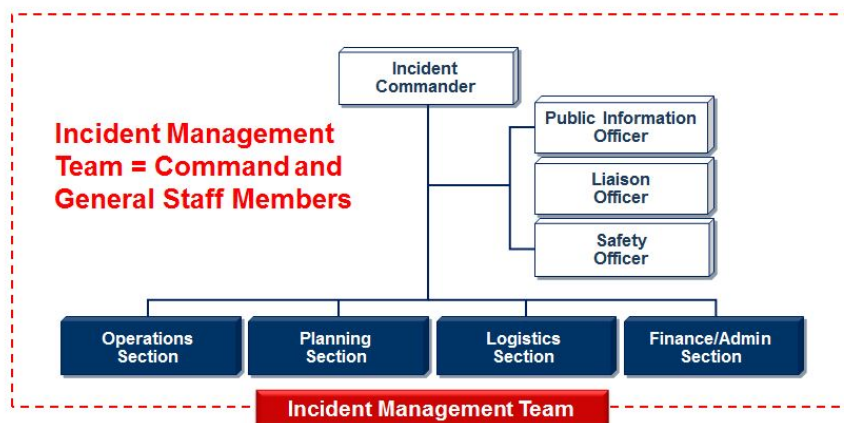 Incident
Commander
Public Information
Officer
Incident Management
Team = Command and
General Staff Members
Liaison
Officer
Safety
Officer
Operations
Section
Planning
Section
Logistics
Section
Finance/Admin
Section
Incident Management Team